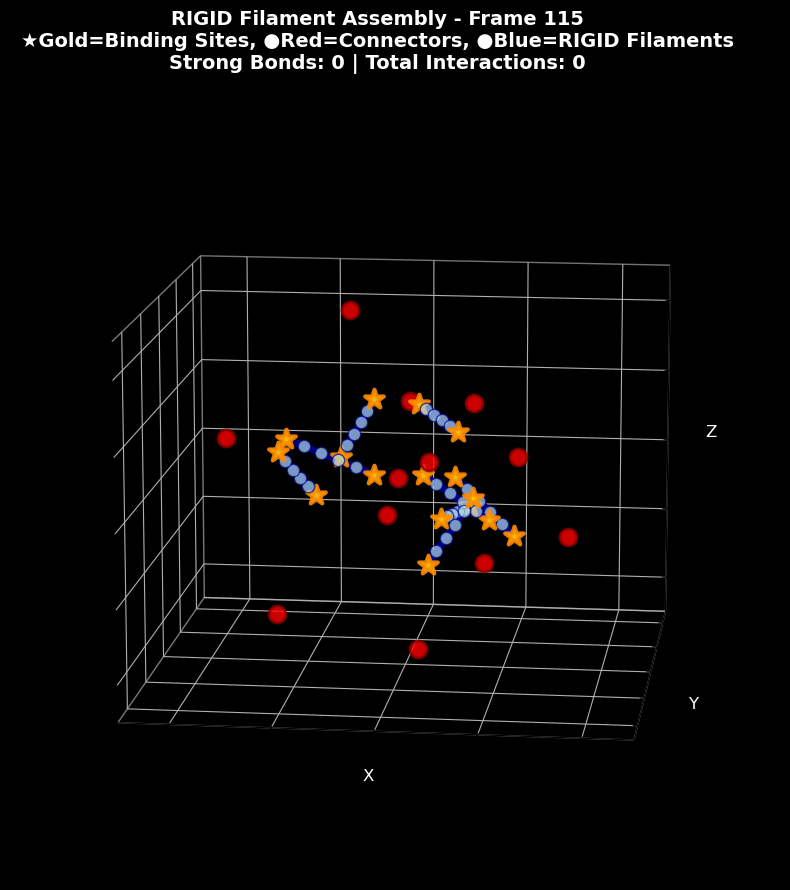 RIGID Filament Assembly - Frame 115
★Gold=Binding Sites, ●Red=Connectors, ●Blue=RIGID Filaments
Strong Bonds: 0 | Total Interactions: 0
Z
Y
X